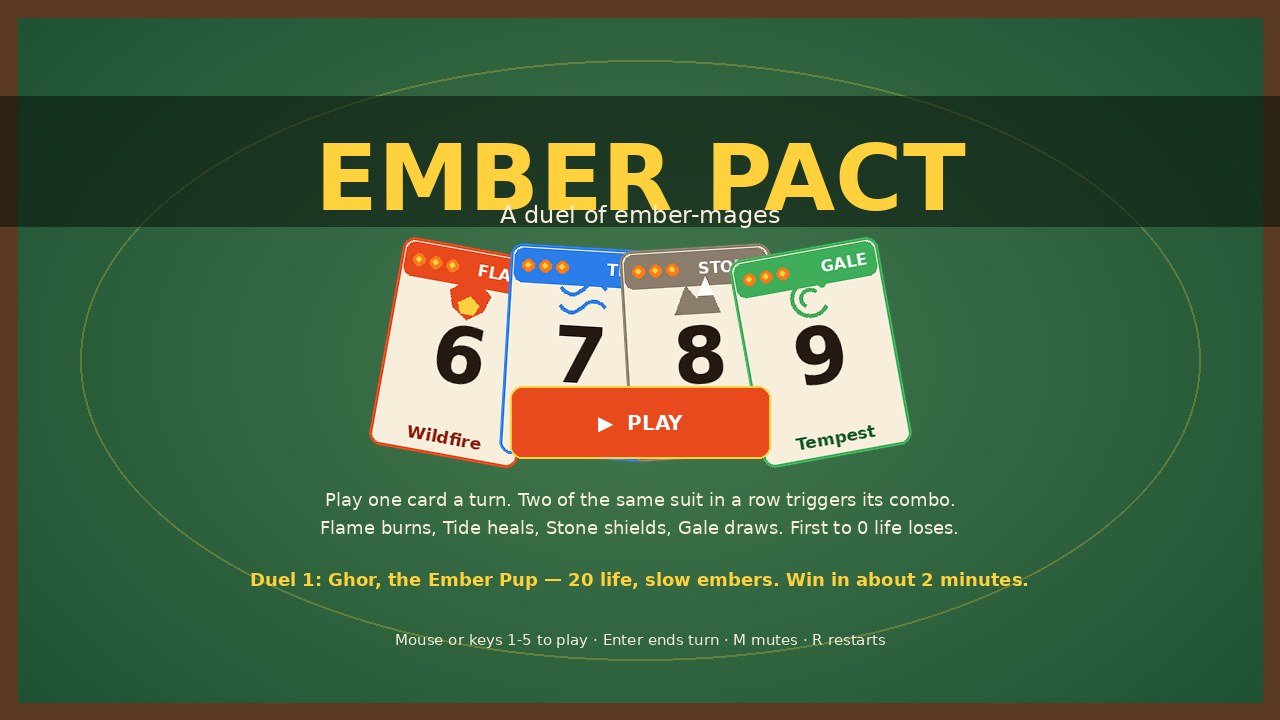 EMBER PACT
A duel of ember-mages
FLA
T
STO
GALE
6
7
8
9
▶ PLAY
Wildfire
Tempest
Play one card a turn. Two of the same suit in a row triggers its combo.
Flame burns, Tide heals, Stone shields, Gale draws. First to 0 life loses.
Duel 1: Ghor, the Ember Pup — 20 life, slow embers. Win in about 2 minutes.
Mouse or keys 1-5 to play · Enter ends turn · M mutes · R restarts